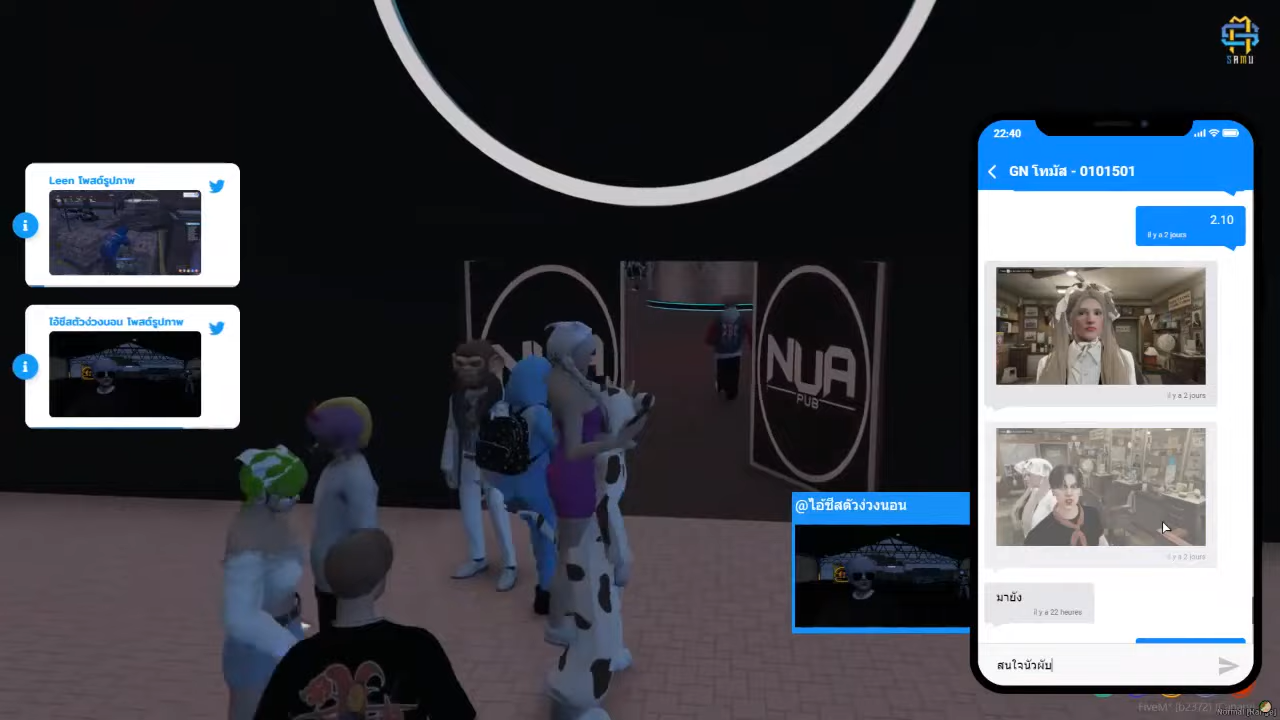 SAMU
22:40
GN โทมัส - 0101501
2.10
il y a 2 jours
il y a 2 jours
il y a 2 jours
มายัง
il y a 22 heures
สนใจนัวผับ
Leen โพสต์รูปภาพ
ไอ้ชีสตัวง่วงนอน โพสต์รูปภาพ
NUA
NUA
PUB
@ไอ้ชีสตัวง่วงนอน